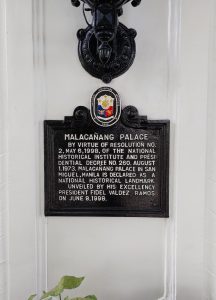 MALACAÑANG PALACE
BY VIRTUE OF RESOLUTION NO.
2, MAY 6, 1998, OF THE NATIONAL
HISTORICAL INSTITUTE AND PRESI
DENTIAL DECREE NO. 260, AUGUST
1, 1973, MALACAÑANG PALACE IN SAN
MIGUEL, MANILA IS DECLARED AS A
NATIONAL HISTORICAL LANDMARK.
UNVEILED BY HIS EXCELLENCY
PRESIDENT FIDEL VALDEZ RAMOS
ON JUNE 9, 1998.